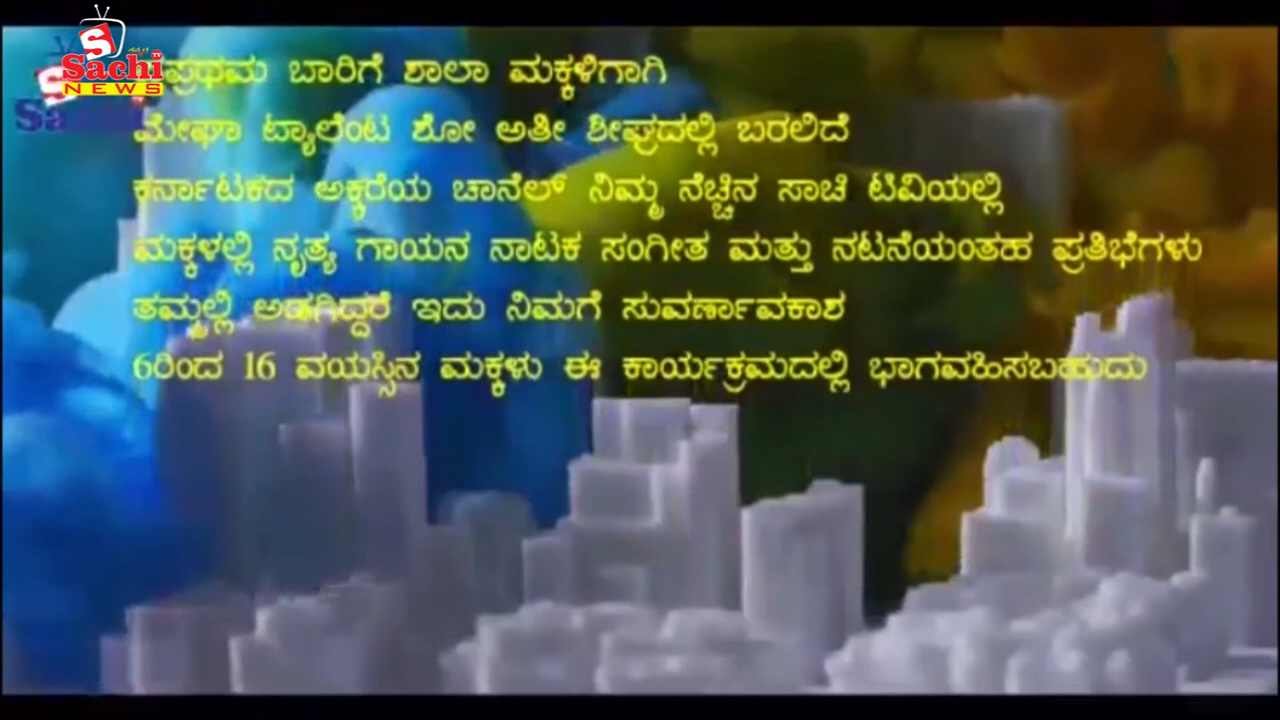 Sachi
NEWS
ಪ್ರಥಮ ಬಾರಿಗೆ ಶಾಲಾ ಮಕ್ಕಳಿಗಾಗಿ
ಮೇಘಾ ಟ್ಯಾಲೆಂಟ ಶೋ ಅತೀ ಶೀಘ್ರದಲ್ಲಿ ಬರಲಿದೆ
ಕರ್ನಾಟಕದ ಅಕ್ಕರೆಯ ಚಾನೆಲ್ ನಿಮ್ಮ ನೆಚ್ಚಿನ ಸಾಚಿ ಟಿವಿಯಲ್ಲಿ
ಮಕ್ಕಳಲ್ಲಿ ನೃತ್ಯ ಗಾಯನ ನಾಟಕ ಸಂಗೀತ ಮತ್ತು ನಟನೆಯಂತಹ ಪ್ರತಿಭೆಗಳು
ತಮ್ಮಲ್ಲಿ ಅಡಗಿದ್ದರೆ ಇದು ನಿಮಗೆ ಸುವರ್ಣಾವಕಾಶ
6ರಿಂದ 16 ವಯಸ್ಸಿನ ಮಕ್ಕಳು ಈ ಕಾರ್ಯಕ್ರಮದಲ್ಲಿ ಭಾಗವಹಿಸಬಹುದು